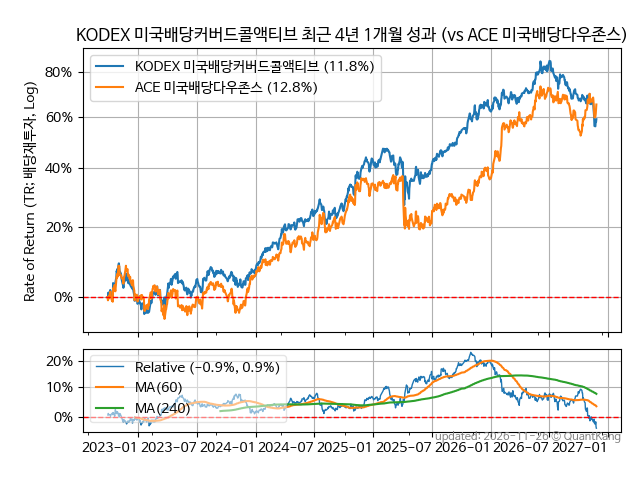 KODEX 미국배당커버드콜액티브 최근 4년 1개월 성과 (vs ACE 미국배당다우존스)
Rate of Return (TR: 배당재투자, Log)
80%
60%
40%
20%
0%
KODEX 미국배당커버드콜액티브 (11.8%)
ACE 미국배당다우존스 (12.8%)
20%
10%
0%
Relative (-0.9%, 0.9%)
MA(60)
MA(240)
updated: 2026-11-26 © QuantKang
2023-01 2023-07 2024-01 2024-07 2025-01 2025-07 2026-01 2026-07 2027-01